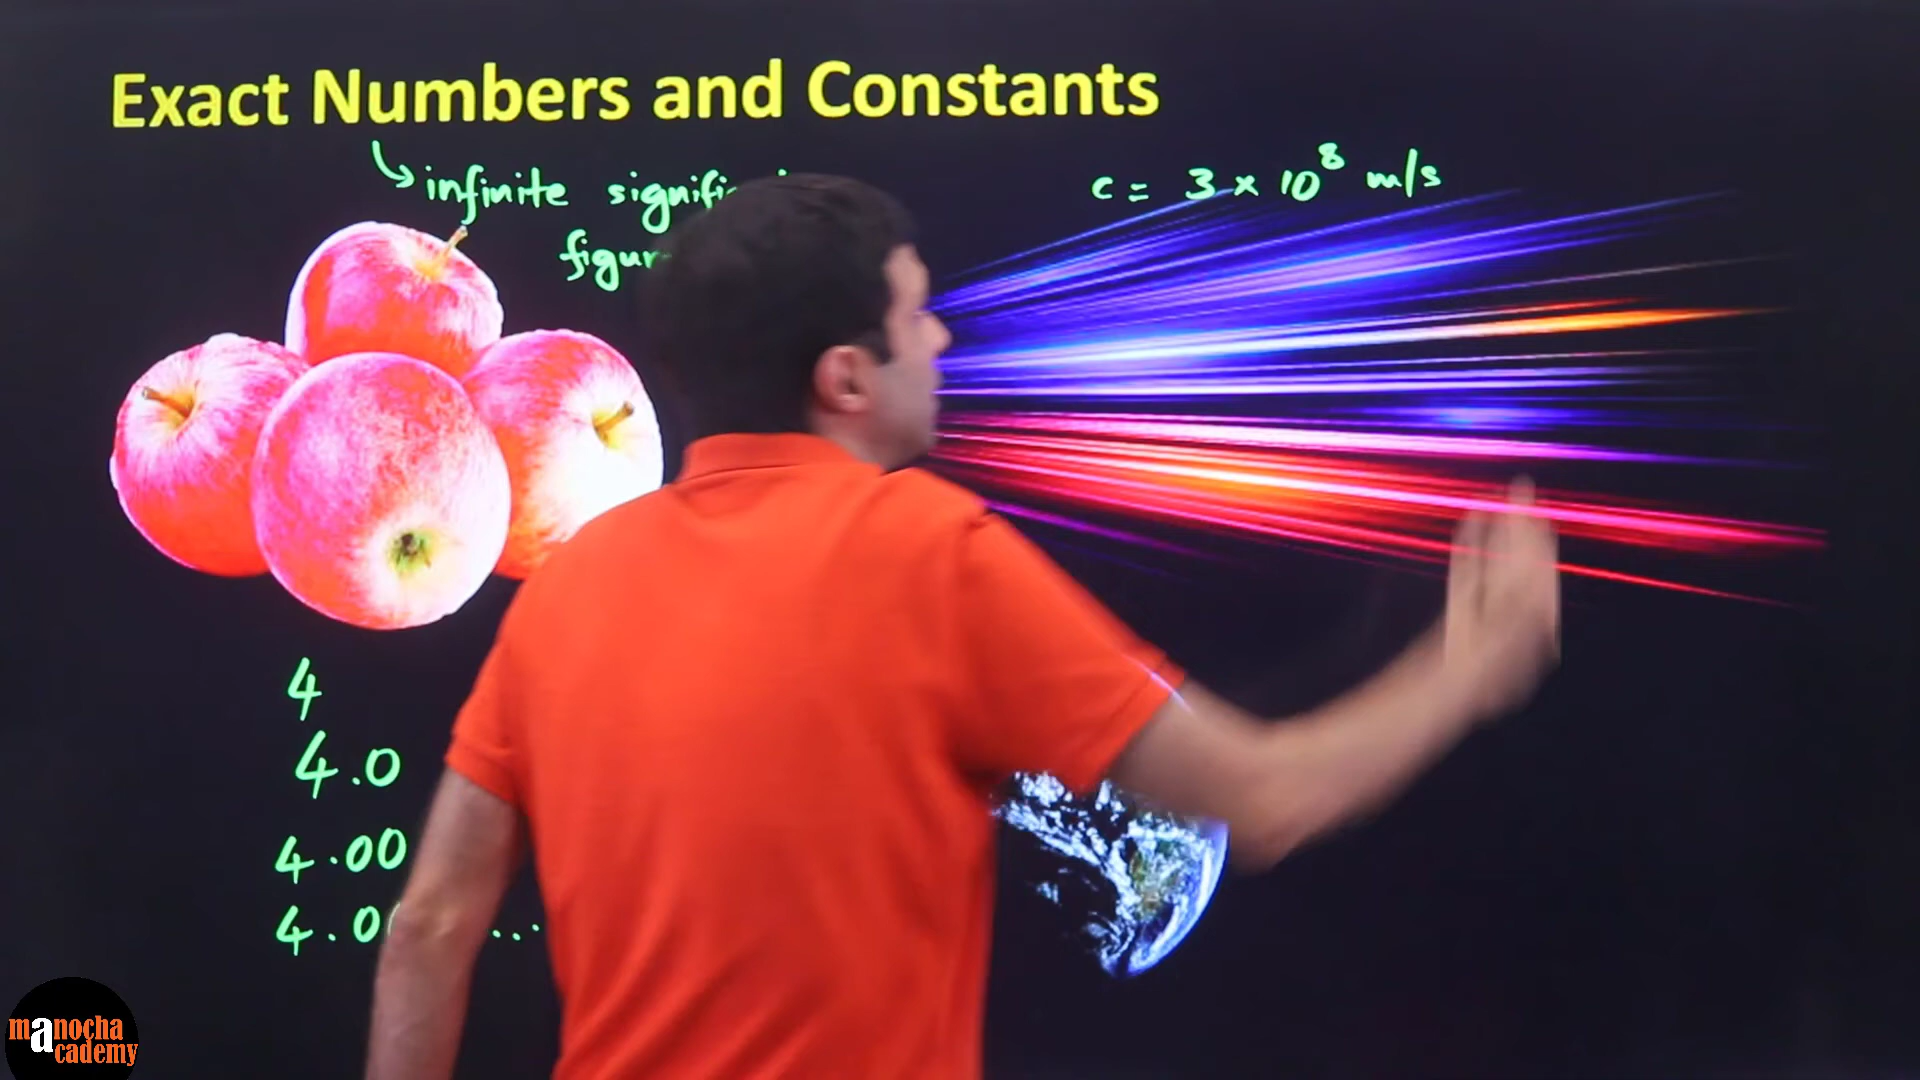 Exact Numbers and Constants
infinite
c = 3 × 10⁸ m/s
4
4.0
4.00
manocha
academy